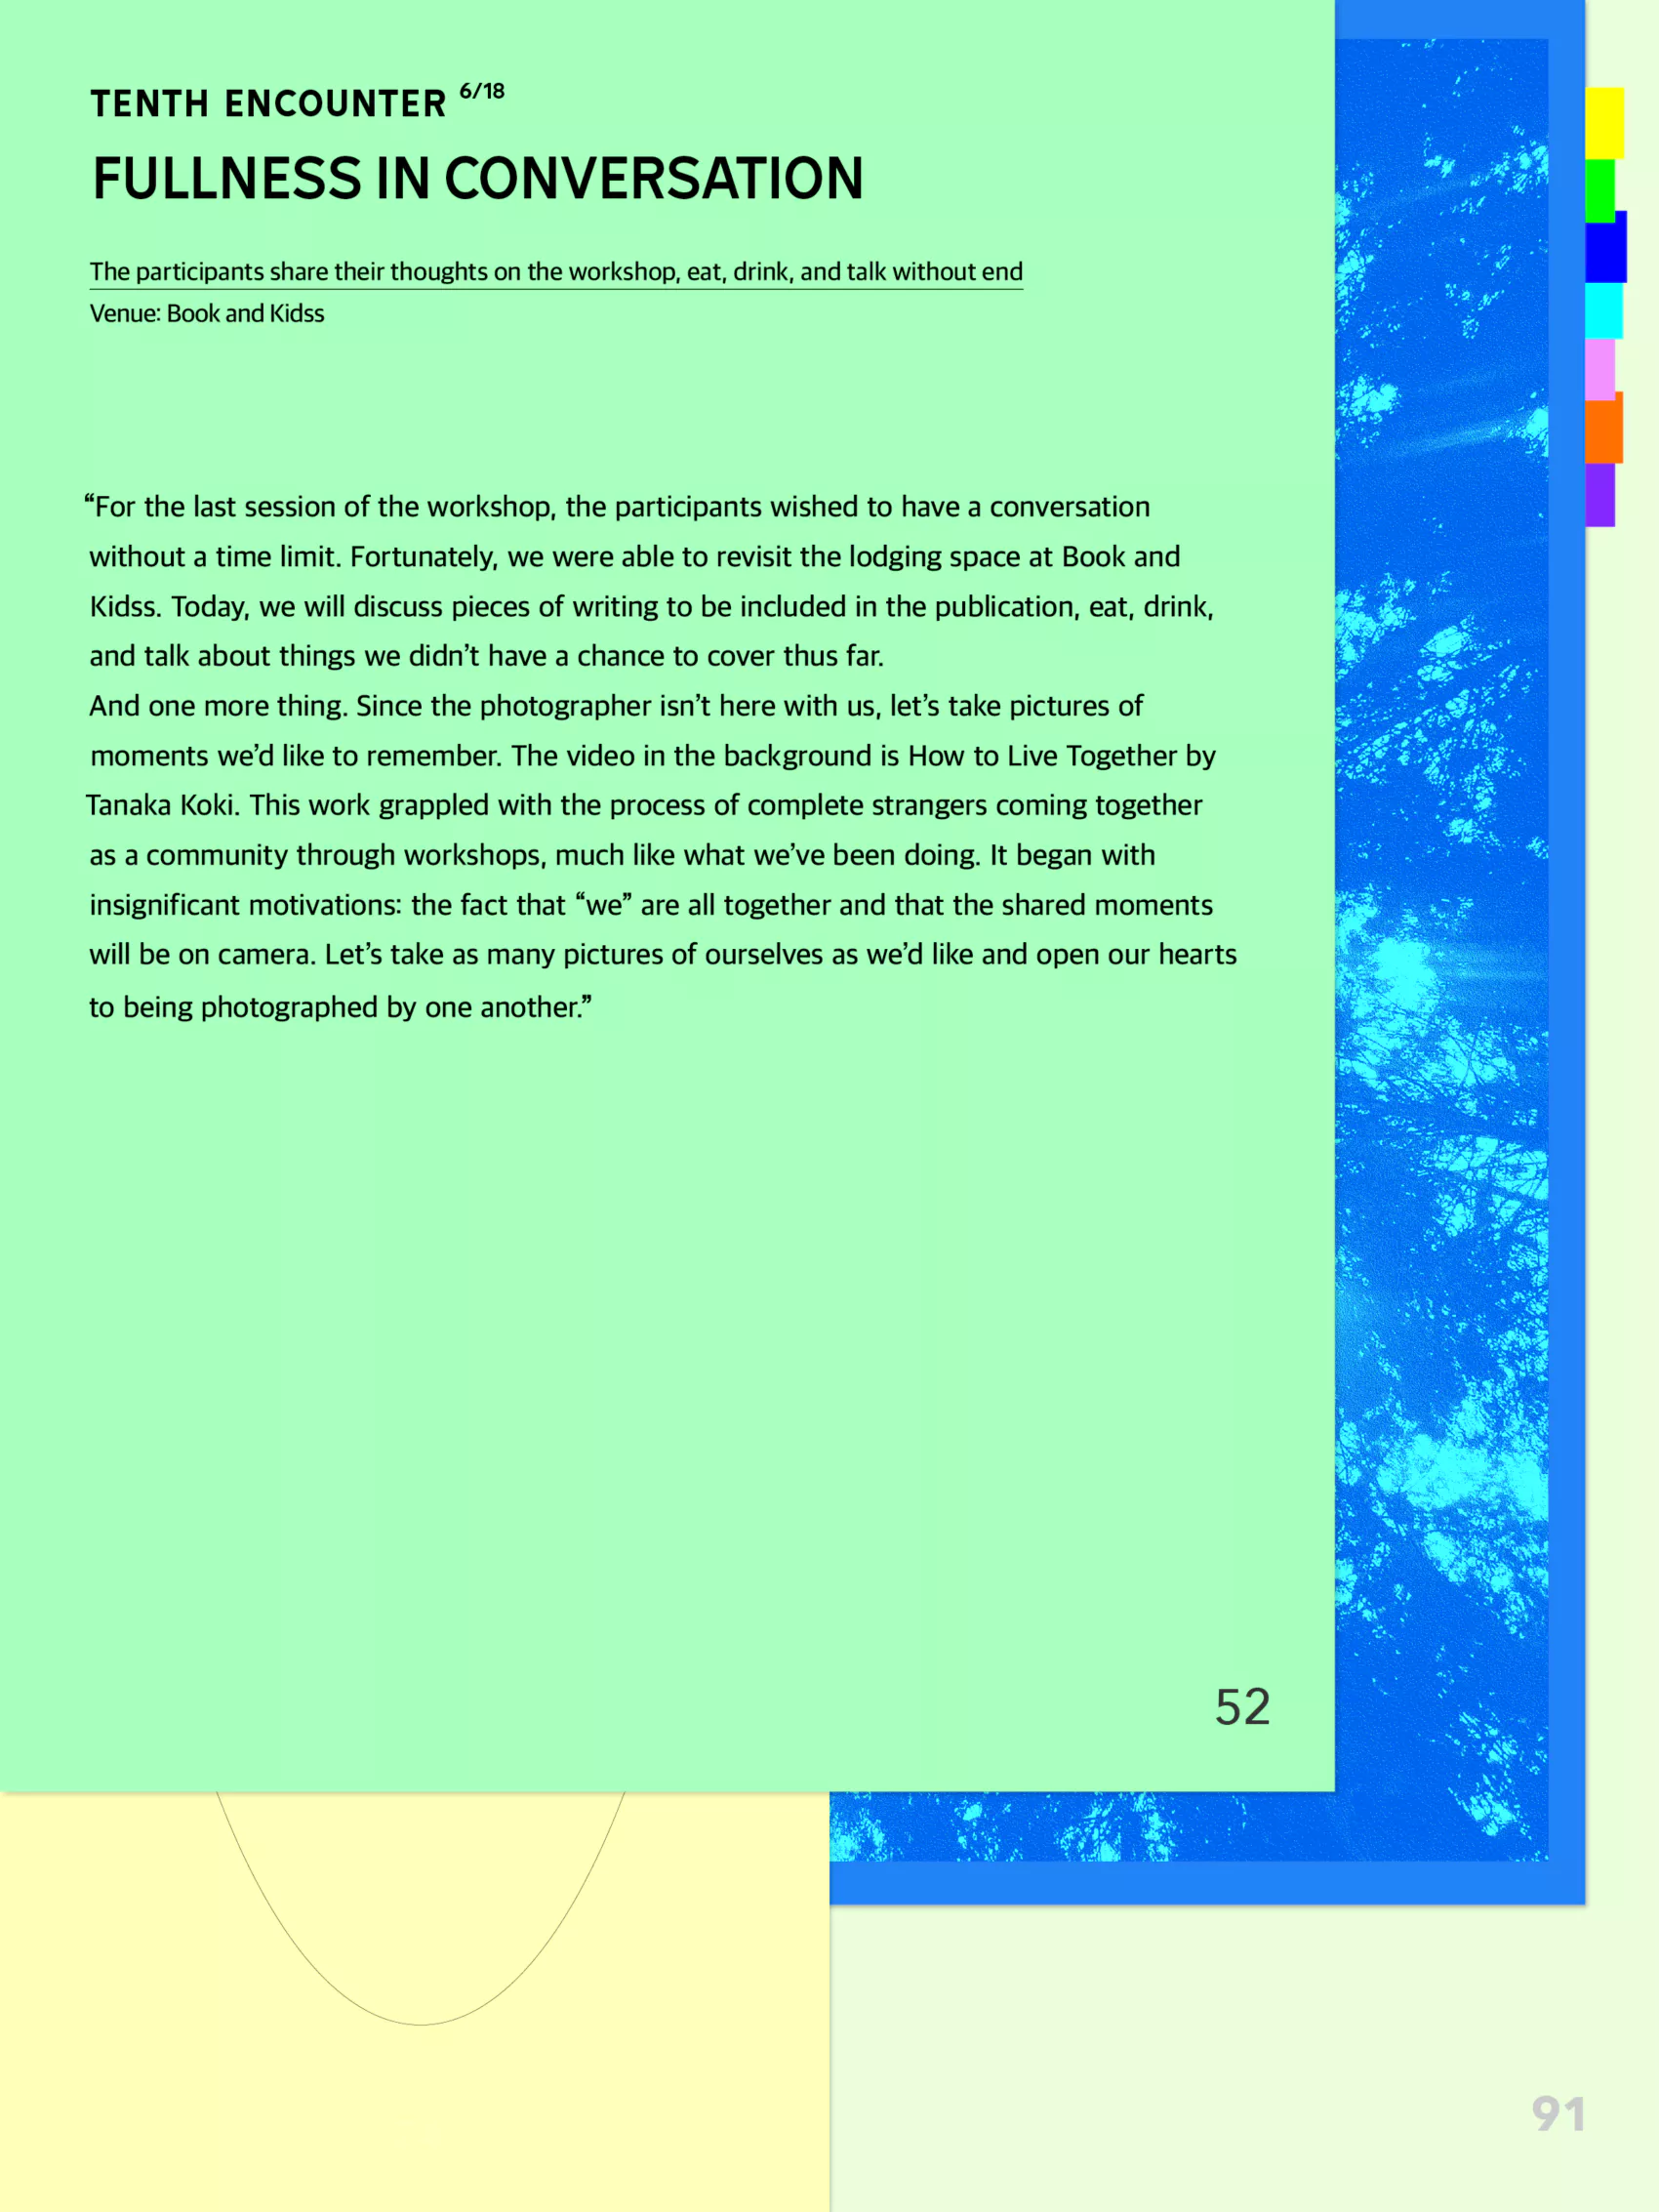 TENTH ENCOUNTER 6/18
FULLNESS IN CONVERSATION
The participants share their thoughts on the workshop, eat, drink, and talk without end
Venue: Book and Kidss
“For the last session of the workshop, the participants wished to have a conversation
without a time limit. Fortunately, we were able to revisit the lodging space at Book and
Kidss. Today, we will discuss pieces of writing to be included in the publication, eat, drink,
and talk about things we didn’t have a chance to cover thus far.
And one more thing. Since the photographer isn’t here with us, let’s take pictures of
moments we’d like to remember. The video in the background is How to Live Together by
Tanaka Koki. This work grappled with the process of complete strangers coming together
as a community through workshops, much like what we’ve been doing. It began with
insignificant motivations: the fact that “we” are all together and that the shared moments
will be on camera. Let’s take as many pictures of ourselves as we’d like and open our hearts
to being photographed by one another.”
52
91